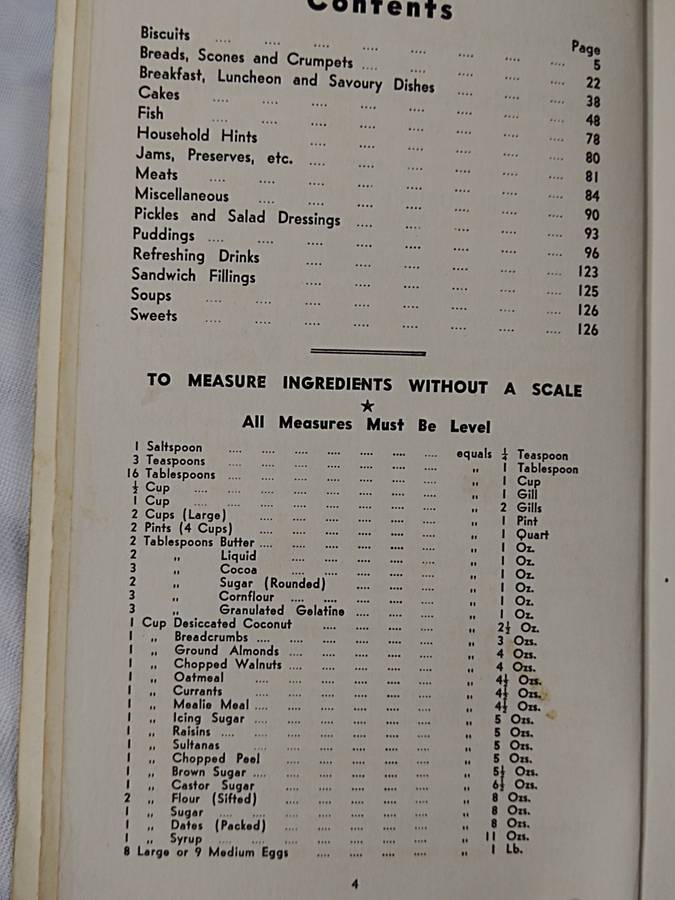 Contents
Page
Biscuits .... .... .... .... .... .... .... .... 5
Breads, Scones and Crumpets .... .... .... .... .... 22
Breakfast, Luncheon and Savoury Dishes .... .... .... 38
Cakes .... .... .... .... .... .... .... .... 48
Fish .... .... .... .... .... .... .... .... 78
Household Hints .... .... .... .... .... .... 80
Jams, Preserves, etc. .... .... .... .... .... .... 81
Meats .... .... .... .... .... .... .... .... 84
Miscellaneous .... .... .... .... .... .... .... 90
Pickles and Salad Dressings .... .... .... .... .... 93
Puddings .... .... .... .... .... .... .... .... 96
Refreshing Drinks .... .... .... .... .... .... 123
Sandwich Fillings .... .... .... .... .... .... 125
Soups .... .... .... .... .... .... .... .... 126
Sweets .... .... .... .... .... .... .... .... 126
TO MEASURE INGREDIENTS WITHOUT A SCALE
★
All Measures Must Be Level
1 Saltspoon .... .... .... .... .... .... equals ¼ Teaspoon
3 Teaspoons .... .... .... .... .... .... „ 1 Tablespoon
16 Tablespoons .... .... .... .... .... .... „ 1 Cup
½ Cup .... .... .... .... .... .... .... „ 1 Gill
1 Cup .... .... .... .... .... .... .... „ 2 Gills
2 Cups (Large) .... .... .... .... .... „ 1 Pint
2 Pints (4 Cups) .... .... .... .... .... „ 1 Quart
2 Tablespoons Butter .... .... .... .... .... „ 1 Oz.
2 „ Liquid .... .... .... .... .... „ 1 Oz.
3 „ Cocoa .... .... .... .... .... „ 1 Oz.
2 „ Sugar (Rounded) .... .... .... „ 1 Oz.
3 „ Cornflour .... .... .... .... .... „ 1 Oz.
3 „ Granulated Gelatine .... .... .... „ 1 Oz.
1 Cup Desiccated Coconut .... .... .... .... „ 2½ Oz.
1 „ Breadcrumbs .... .... .... .... .... „ 3 Ozs.
1 „ Ground Almonds .... .... .... .... „ 4 Ozs.
1 „ Chopped Walnuts .... .... .... .... „ 4 Ozs.
1 „ Oatmeal .... .... .... .... .... „ 4½ Ozs.
1 „ Currants .... .... .... .... .... „ 4½ Ozs.
1 „ Mealie Meal .... .... .... .... .... „ 4½ Ozs.
1 „ Icing Sugar .... .... .... .... .... „ 5 Ozs.
1 „ Raisins .... .... .... .... .... .... „ 5 Ozs.
1 „ Sultanas .... .... .... .... .... „ 5 Ozs.
1 „ Chopped Peel .... .... .... .... „ 5 Ozs.
1 „ Brown Sugar .... .... .... .... .... „ 5½ Ozs.
1 „ Castor Sugar .... .... .... .... „ 6½ Ozs.
2 „ Flour (Sifted) .... .... .... .... „ 8 Ozs.
1 „ Sugar .... .... .... .... .... .... „ 8 Ozs.
1 „ Dates (Packed) .... .... .... .... „ 8 Ozs.
1 „ Syrup .... .... .... .... .... .... „ 11 Ozs.
8 Large or 9 Medium Eggs .... .... .... .... „ 1 Lb.
4